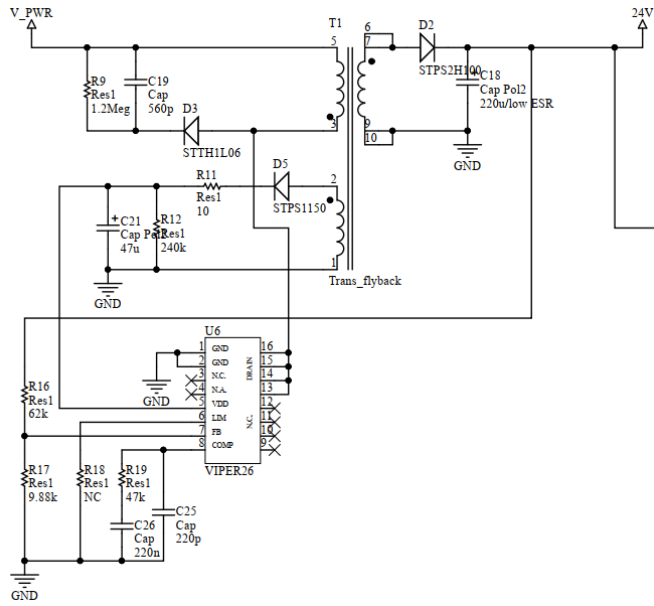 V_PWR
T1
D2
24V
5
6
7
R9
Res1
1.2Meg
C19
Cap
560p
D3
STTH1L06
3
STPS2H100
C18
Cap Pol2
220u/low ESR
9
10
GND
R11
Res1
10
D5
STPS1150
2
C21
Cap Pol2
47u
R12
Res1
240k
1
Trans_flyback
GND
U6
1 GND
2 GND
3 N.C.
4 N.A.
5 VDD
6 LIM
7 FB
8 COMP
DRAIN
N.C.
16
15
14
13
12
11
10
9
VIPER26
GND
R16
Res1
62k
R17
Res1
9.88k
R18
Res1
NC
R19
Res1
47k
C26
Cap
220n
C25
Cap
220p
GND